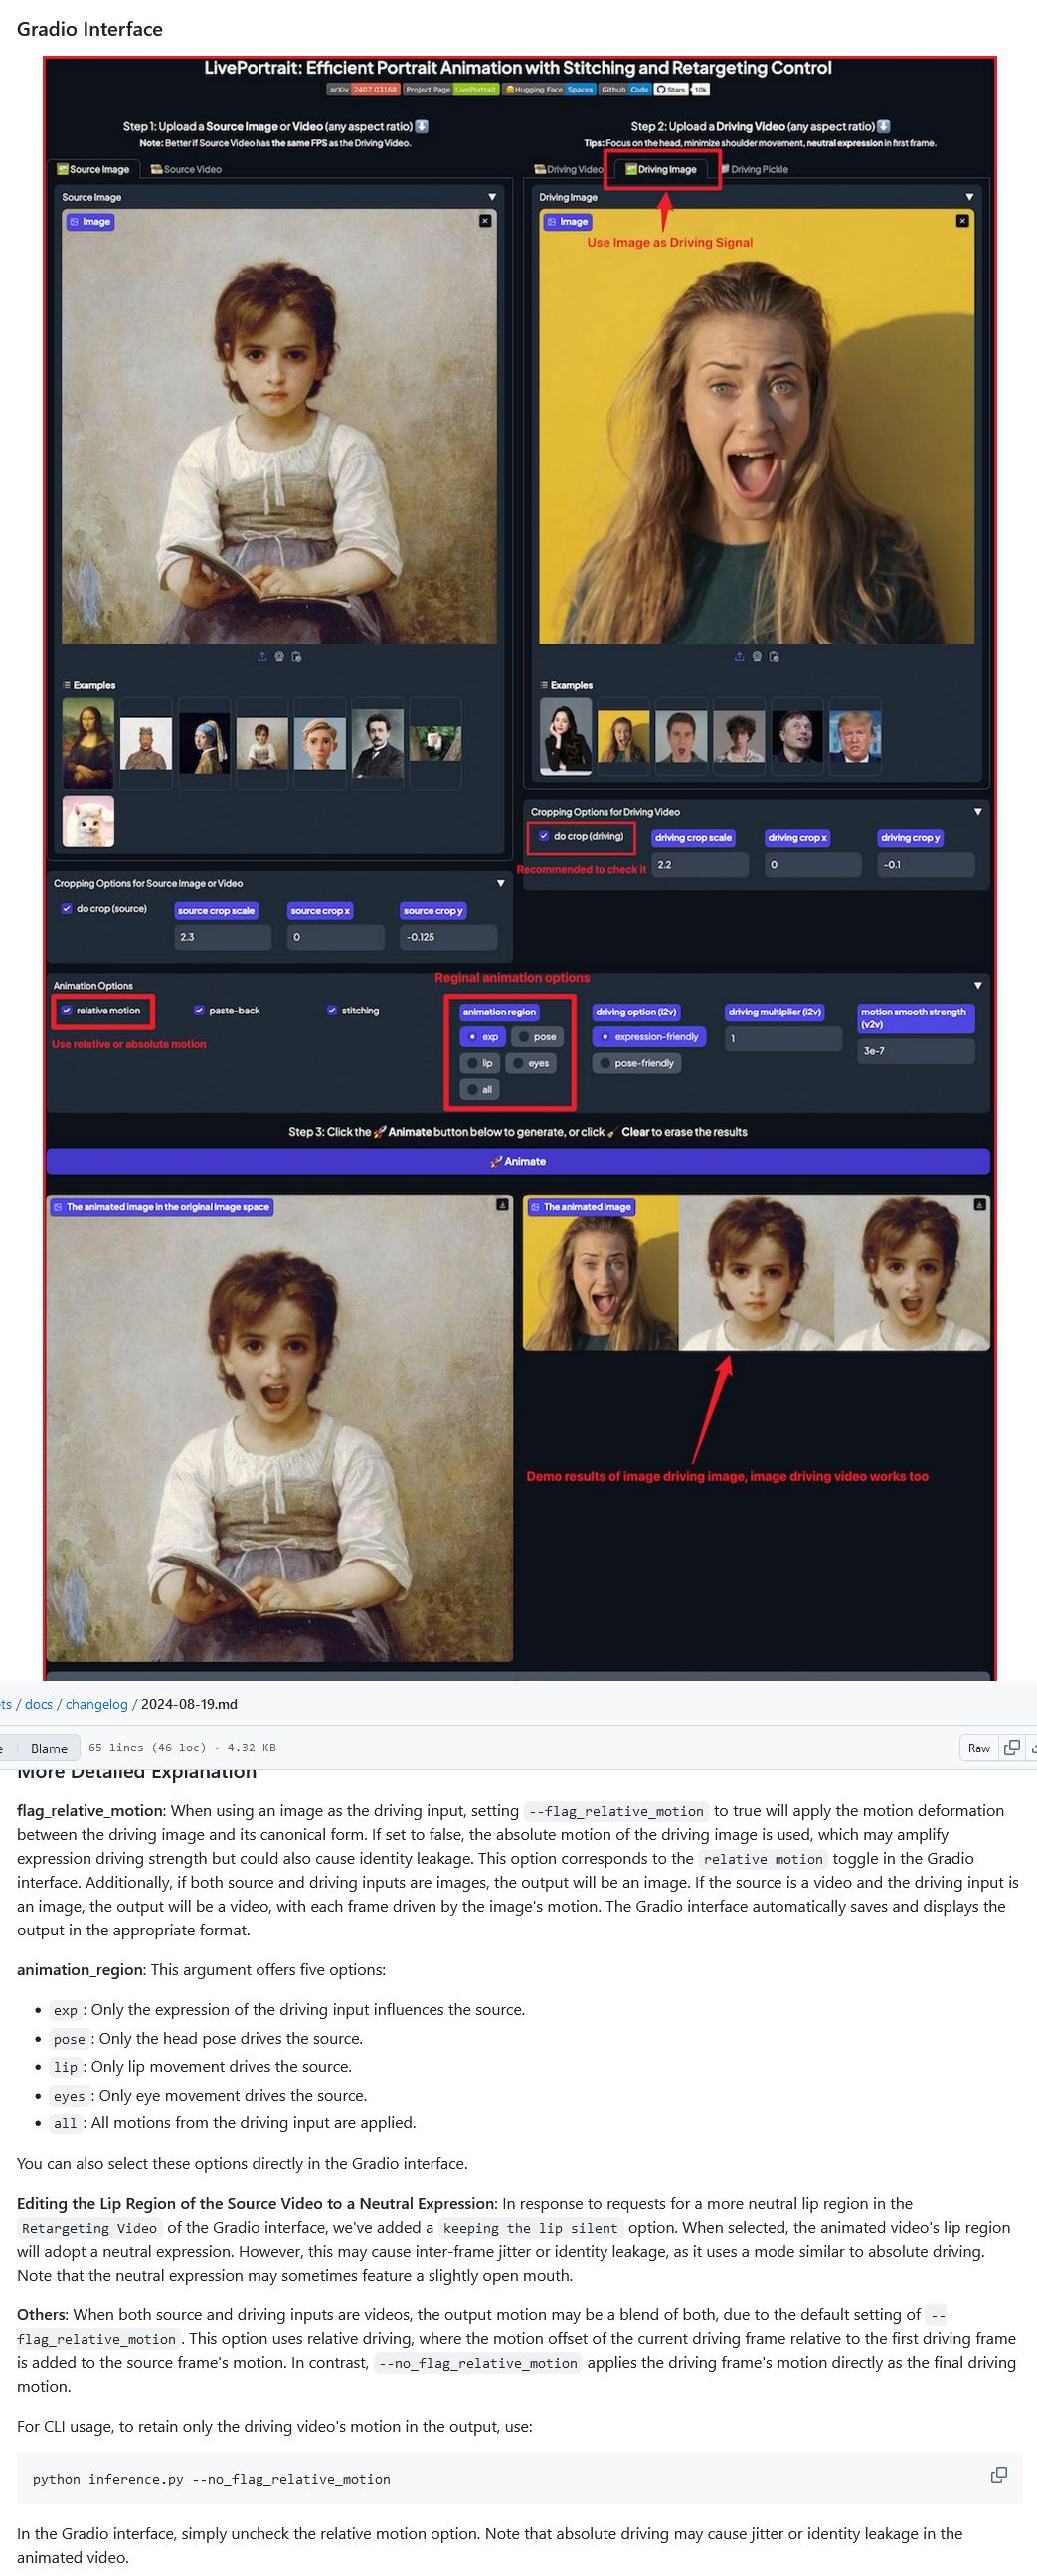 Gradio Interface
LivePortrait: Efficient Portrait Animation with Stitching and Retargeting Control
arXiv 2407.03168 Project Page LivePortrait Hugging Face Spaces Github Code Stars 10k
Step 1: Upload a Source Image or Video (any aspect ratio)
Note: Better if Source Video has the same FPS as the Driving Video.
Step 2: Upload a Driving Video (any aspect ratio)
Tips: Focus on the head, minimize shoulder movement, neutral expression in first frame.
Source Image Source Video
Driving Video Driving Image Driving Pickle
Source Image
Image
Driving Image
Image
Use Image as Driving Signal
Examples
Examples
Cropping Options for Driving Video
do crop (driving) driving crop scale driving crop x driving crop y
2.2 0 -0.1
Recommended to check it
Cropping Options for Source Image or Video
do crop (source) source crop scale source crop x source crop y
2.3 0 -0.125
Reginal animation options
Animation Options
relative motion paste-back stitching
Use relative or absolute motion
animation region
exp pose
lip eyes
all
driving option (i2v)
expression-friendly
pose-friendly
driving multiplier (i2v)
1
motion smooth strength
(v2v)
3e-7
Step 3: Click the Animate button below to generate, or click Clear to erase the results
Animate
The animated image in the original image space
The animated image
Demo results of image driving image, image driving video works too
ts / docs / changelog / 2024-08-19.md
e Blame 65 lines (46 loc) · 4.32 KB Raw
More Detailed Explanation
flag_relative_motion: When using an image as the driving input, setting --flag_relative_motion to true will apply the motion deformation
between the driving image and its canonical form. If set to false, the absolute motion of the driving image is used, which may amplify
expression driving strength but could also cause identity leakage. This option corresponds to the relative motion toggle in the Gradio
interface. Additionally, if both source and driving inputs are images, the output will be an image. If the source is a video and the driving input is
an image, the output will be a video, with each frame driven by the image's motion. The Gradio interface automatically saves and displays the
output in the appropriate format.
animation_region: This argument offers five options:
• exp: Only the expression of the driving input influences the source.
• pose: Only the head pose drives the source.
• lip: Only lip movement drives the source.
• eyes: Only eye movement drives the source.
• all: All motions from the driving input are applied.
You can also select these options directly in the Gradio interface.
Editing the Lip Region of the Source Video to a Neutral Expression: In response to requests for a more neutral lip region in the
Retargeting Video of the Gradio interface, we've added a keeping the lip silent option. When selected, the animated video's lip region
will adopt a neutral expression. However, this may cause inter-frame jitter or identity leakage, as it uses a mode similar to absolute driving.
Note that the neutral expression may sometimes feature a slightly open mouth.
Others: When both source and driving inputs are videos, the output motion may be a blend of both, due to the default setting of --
flag_relative_motion. This option uses relative driving, where the motion offset of the current driving frame relative to the first driving frame
is added to the source frame's motion. In contrast, --no_flag_relative_motion applies the driving frame's motion directly as the final driving
motion.
For CLI usage, to retain only the driving video's motion in the output, use:
python inference.py --no_flag_relative_motion
In the Gradio interface, simply uncheck the relative motion option. Note that absolute driving may cause jitter or identity leakage in the
animated video.